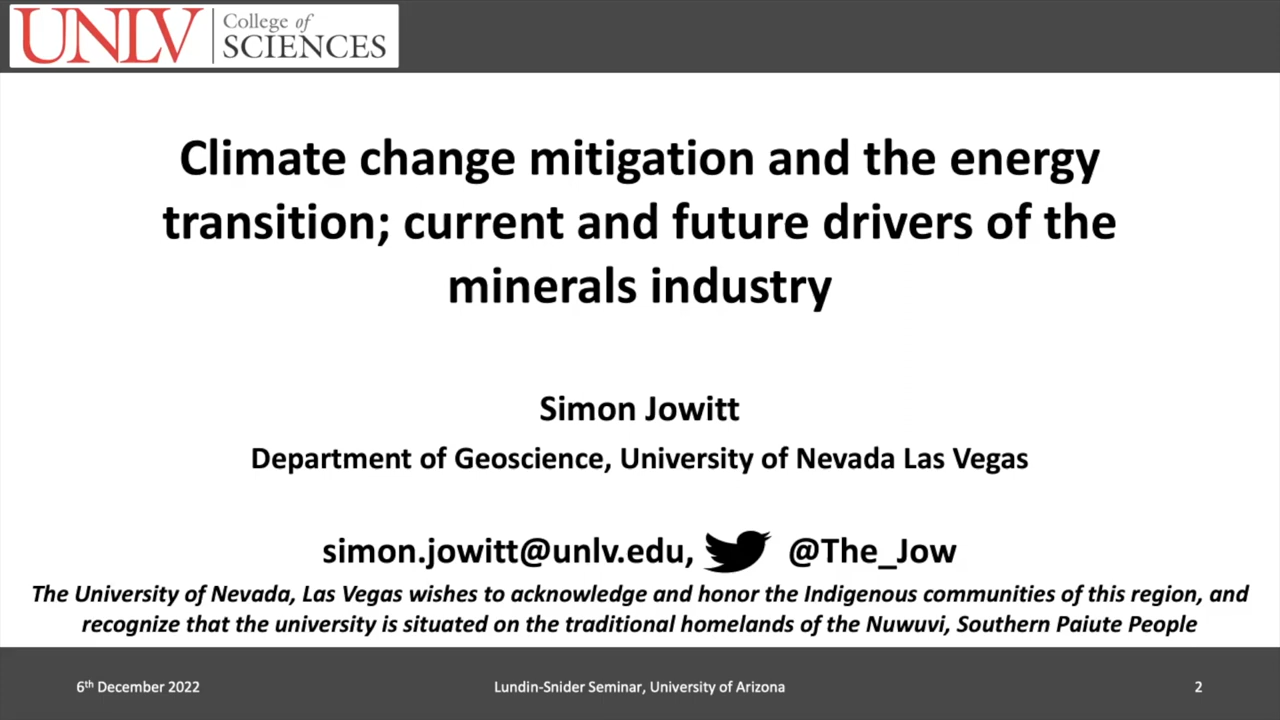 UNLV College of
SCIENCES
Climate change mitigation and the energy
transition; current and future drivers of the
minerals industry
Simon Jowitt
Department of Geoscience, University of Nevada Las Vegas
simon.jowitt@unlv.edu, @The_Jow
The University of Nevada, Las Vegas wishes to acknowledge and honor the Indigenous communities of this region, and
recognize that the university is situated on the traditional homelands of the Nuwuvi, Southern Paiute People
6th December 2022 Lundin-Snider Seminar, University of Arizona 2